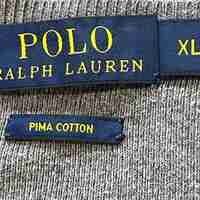 POLO
RALPH LAUREN
XL
PIMA COTTON